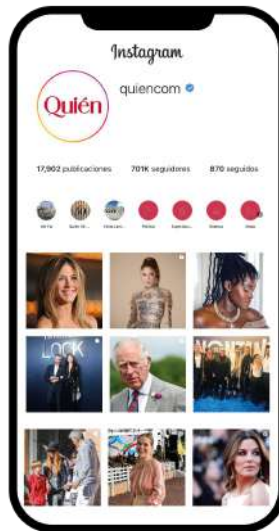 Instagram
Quién
quiencom
17,902 publicaciones 701K seguidores 870 seguidos
LOCK